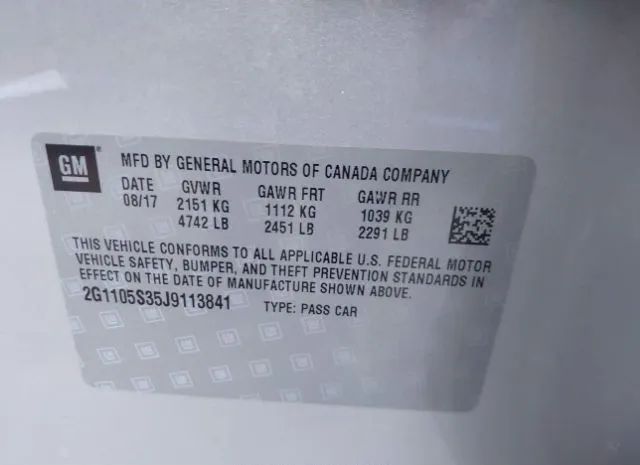 GM MFD BY GENERAL MOTORS OF CANADA COMPANY
DATE GVWR GAWR FRT GAWR RR
08/17 2151 KG 1112 KG 1039 KG
4742 LB 2451 LB 2291 LB
THIS VEHICLE CONFORMS TO ALL APPLICABLE U.S. FEDERAL MOTOR
VEHICLE SAFETY, BUMPER, AND THEFT PREVENTION STANDARDS IN
EFFECT ON THE DATE OF MANUFACTURE SHOWN ABOVE.
2G1105S35J9113841 TYPE: PASS CAR